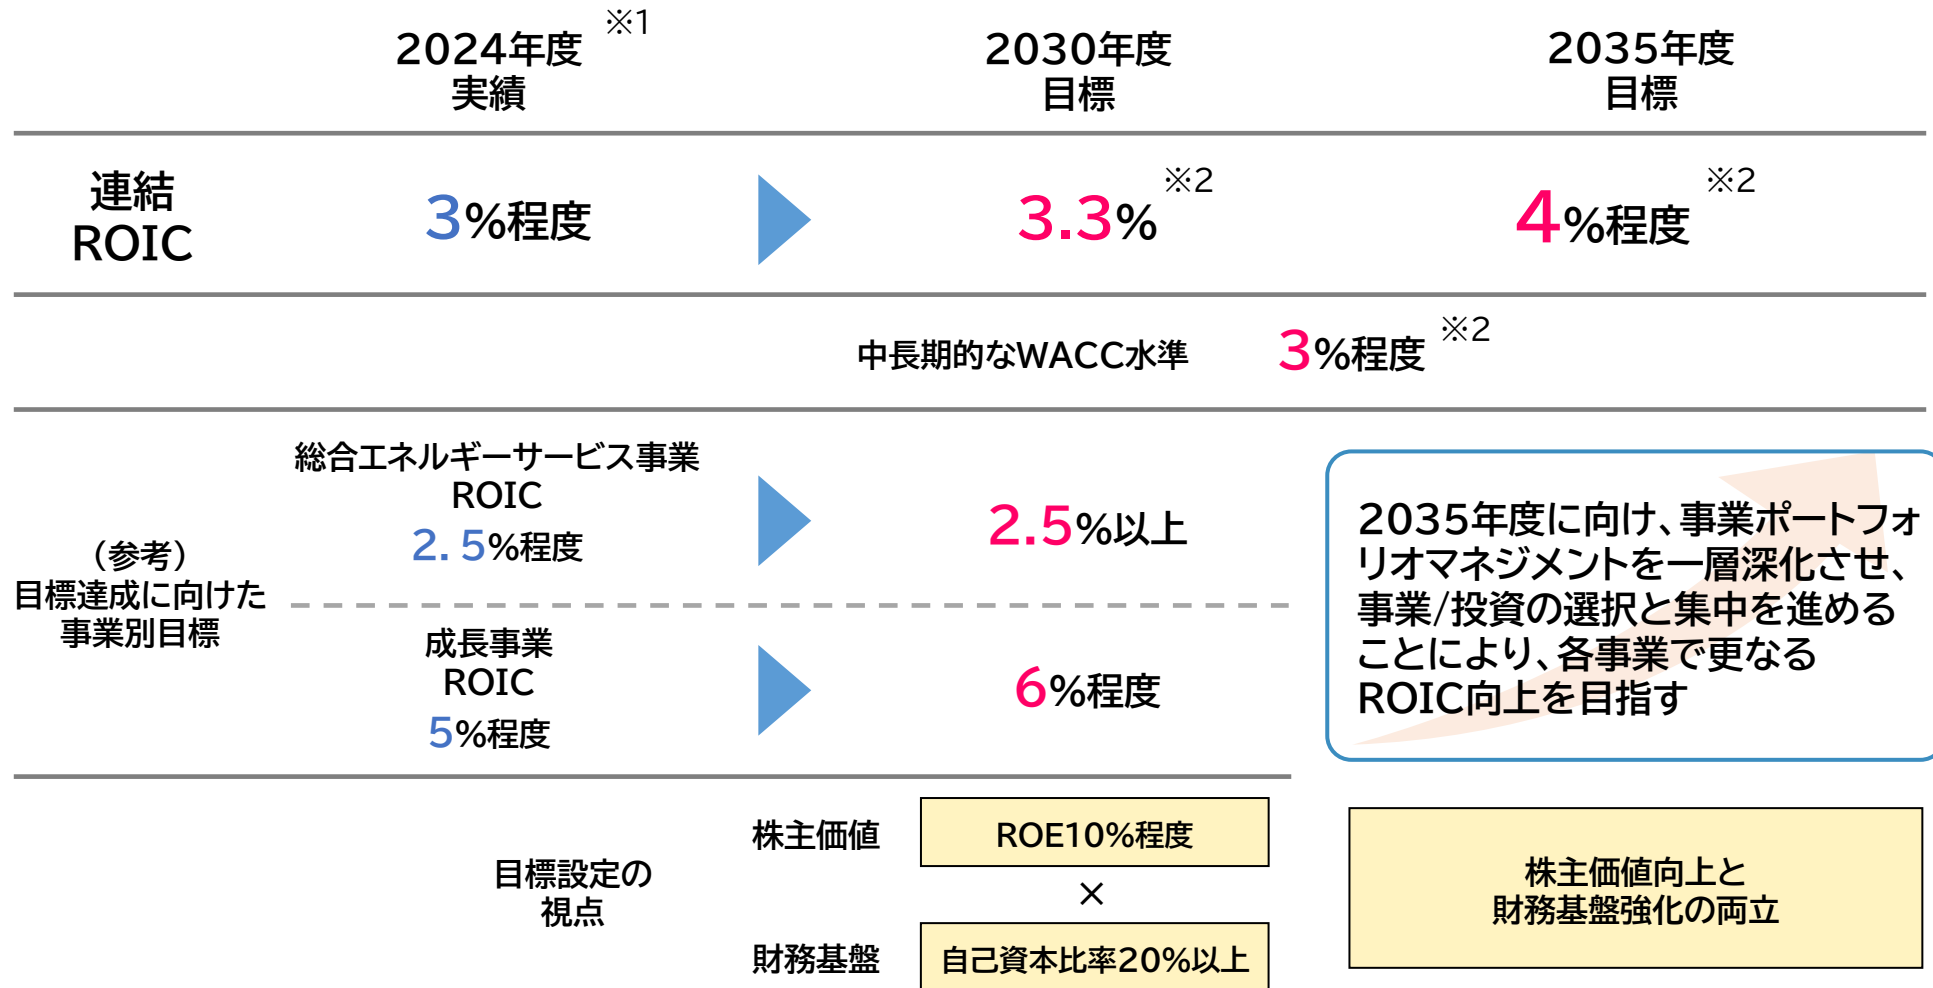 2024年度 ※1
実績
2030年度
目標
2035年度
目標
連結
ROIC
3%程度
3.3% ※2
4%程度 ※2
中長期的なWACC水準 3%程度 ※2
(参考)
目標達成に向けた
事業別目標
総合エネルギーサービス事業
ROIC
2.5%程度
2.5%以上
成長事業
ROIC
5%程度
6%程度
2035年度に向け、事業ポートフォ
リオマネジメントを一層深化させ、
事業/投資の選択と集中を進める
ことにより、各事業で更なる
ROIC向上を目指す
目標設定の
視点
株主価値
ROE10%程度
×
財務基盤
自己資本比率20%以上
株主価値向上と
財務基盤強化の両立